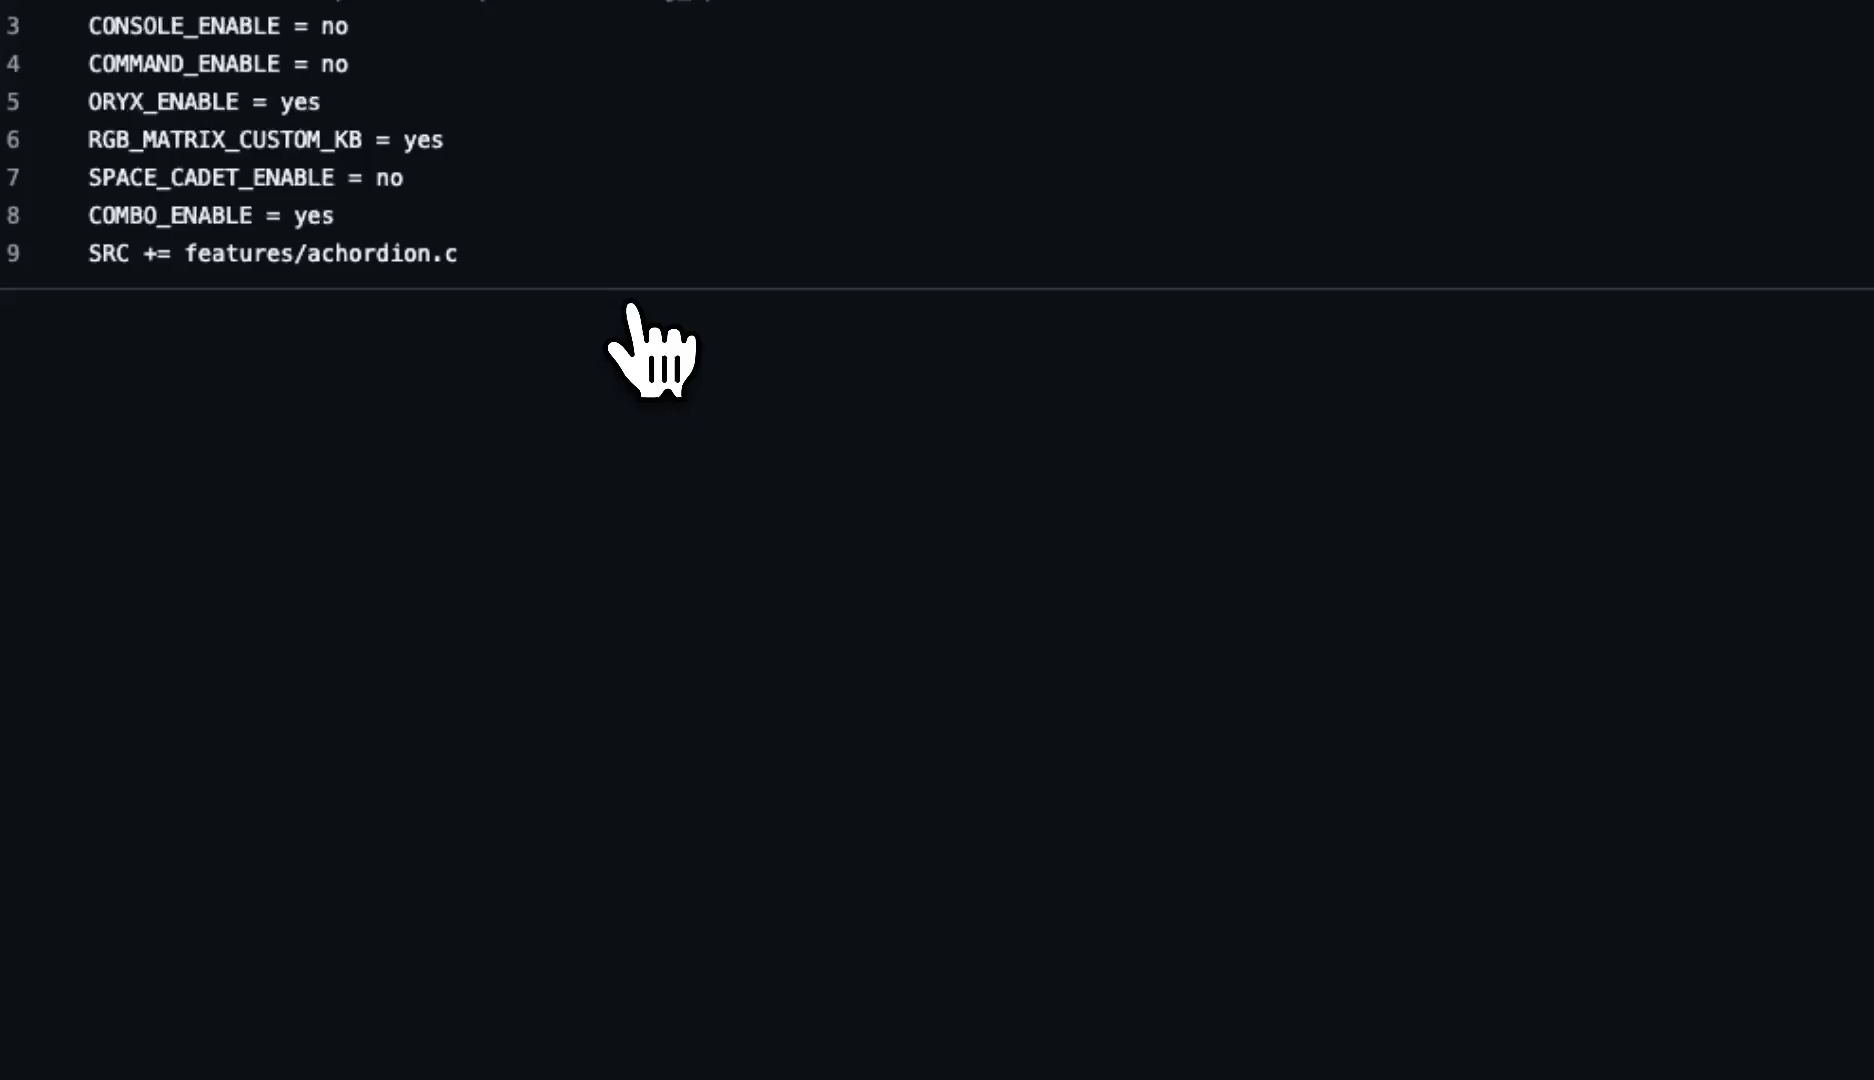 3 CONSOLE_ENABLE = no
4 COMMAND_ENABLE = no
5 ORYX_ENABLE = yes
6 RGB_MATRIX_CUSTOM_KB = yes
7 SPACE_CADET_ENABLE = no
8 COMBO_ENABLE = yes
9 SRC += features/achordion.c